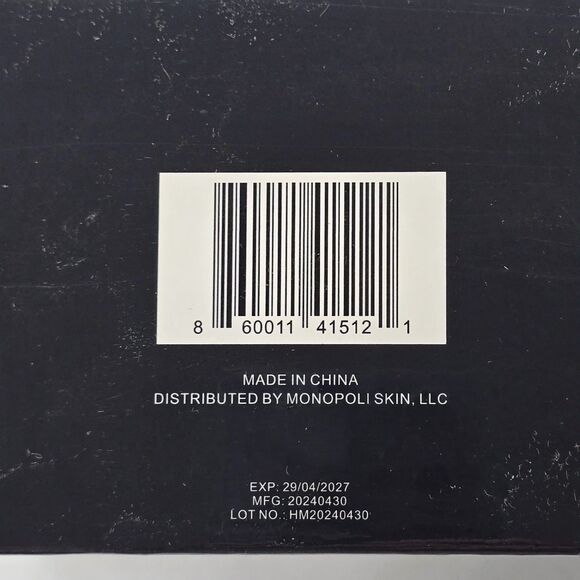 8 60011 41512 1
MADE IN CHINA
DISTRIBUTED BY MONOPOLI SKIN, LLC
EXP: 29/04/2027
MFG: 20240430
LOT NO.: HM20240430